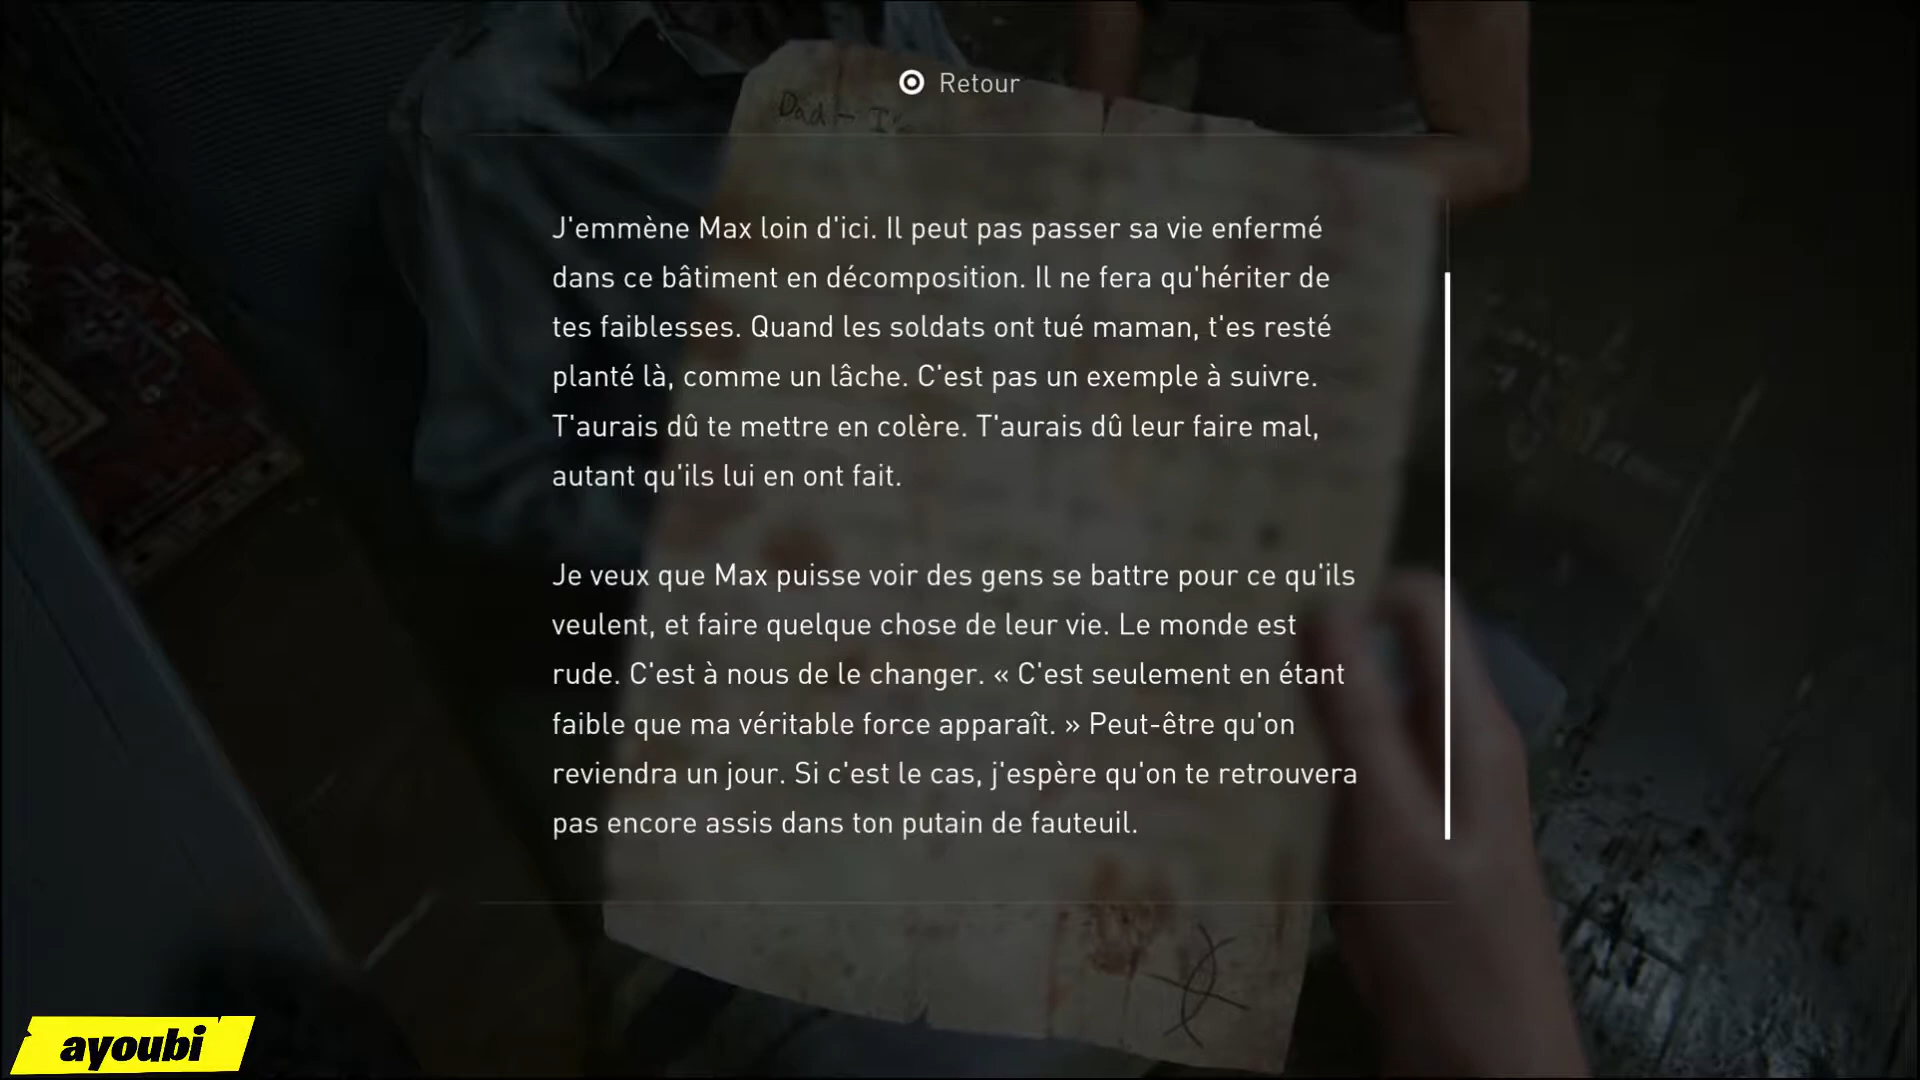 Retour
Dad - I'
J'emmène Max loin d'ici. Il peut pas passer sa vie enfermé
dans ce bâtiment en décomposition. Il ne fera qu'hériter de
tes faiblesses. Quand les soldats ont tué maman, t'es resté
planté là, comme un lâche. C'est pas un exemple à suivre.
T'aurais dû te mettre en colère. T'aurais dû leur faire mal,
autant qu'ils lui en ont fait.
Je veux que Max puisse voir des gens se battre pour ce qu'ils
veulent, et faire quelque chose de leur vie. Le monde est
rude. C'est à nous de le changer. « C'est seulement en étant
faible que ma véritable force apparaît. » Peut-être qu'on
reviendra un jour. Si c'est le cas, j'espère qu'on te retrouvera
pas encore assis dans ton putain de fauteuil.
ayoubi